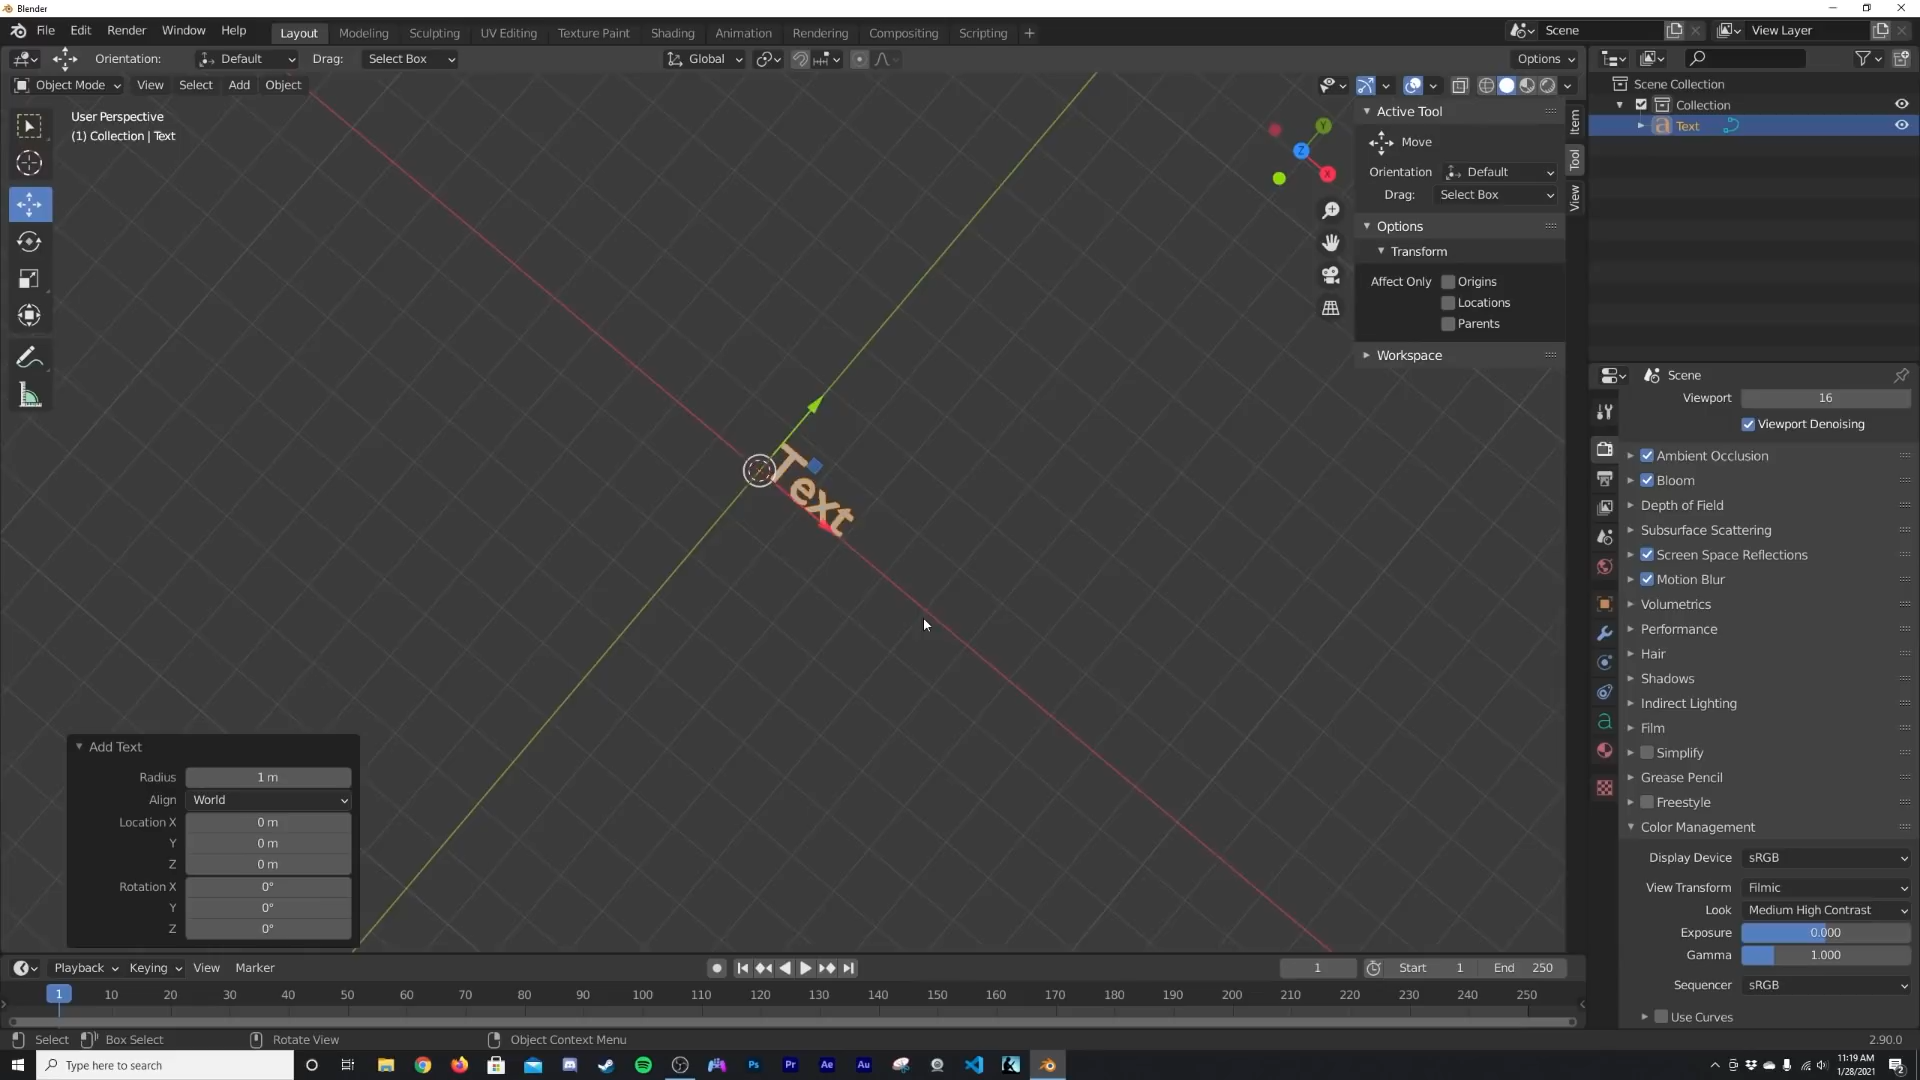 Blender
File Edit Render Window Help
Layout Modeling Sculpting UV Editing Texture Paint Shading Animation Rendering Compositing Scripting +
Scene
View Layer
Orientation: Default Drag: Select Box
Global
Options
Object Mode View Select Add Object
User Perspective
(1) Collection | Text
Y
Z
X
Text
Active Tool
Move
Orientation Default
Drag: Select Box
Options
Transform
Affect Only Origins
Locations
Parents
Workspace
Item
Tool
View
Scene Collection
Collection
Text
Scene
Viewport 16
Viewport Denoising
Ambient Occlusion
Bloom
Depth of Field
Subsurface Scattering
Screen Space Reflections
Motion Blur
Volumetrics
Performance
Hair
Shadows
Indirect Lighting
Film
Simplify
Grease Pencil
Freestyle
Color Management
Display Device sRGB
View Transform Filmic
Look Medium High Contrast
Exposure 0.000
Gamma 1.000
Sequencer sRGB
Use Curves
Add Text
Radius 1 m
Align World
Location X 0 m
Y 0 m
Z 0 m
Rotation X 0°
Y 0°
Z 0°
Playback Keying View Marker
1 Start 1 End 250
1 10 20 30 40 50 60 70 80 90 100 110 120 130 140 150 160 170 180 190 200 210 220 230 240 250
Select Box Select Rotate View Object Context Menu 2.90.0
Type here to search
Ps Pr Ae Au
11:19 AM
1/28/2021
2